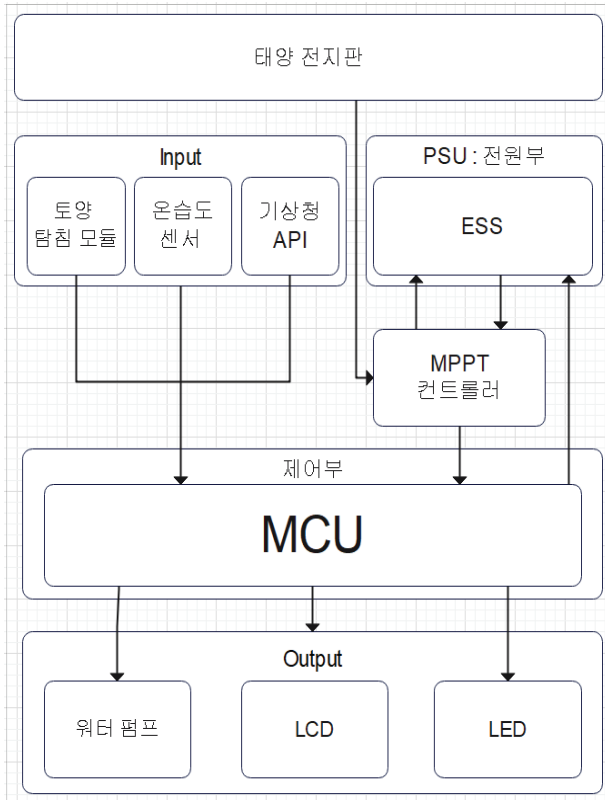 태양 전지판
Input
토양
탐침 모듈
온습도
센서
기상청
API
PSU : 전원부
ESS
MPPT
컨트롤러
제어부
MCU
Output
워터 펌프
LCD
LED